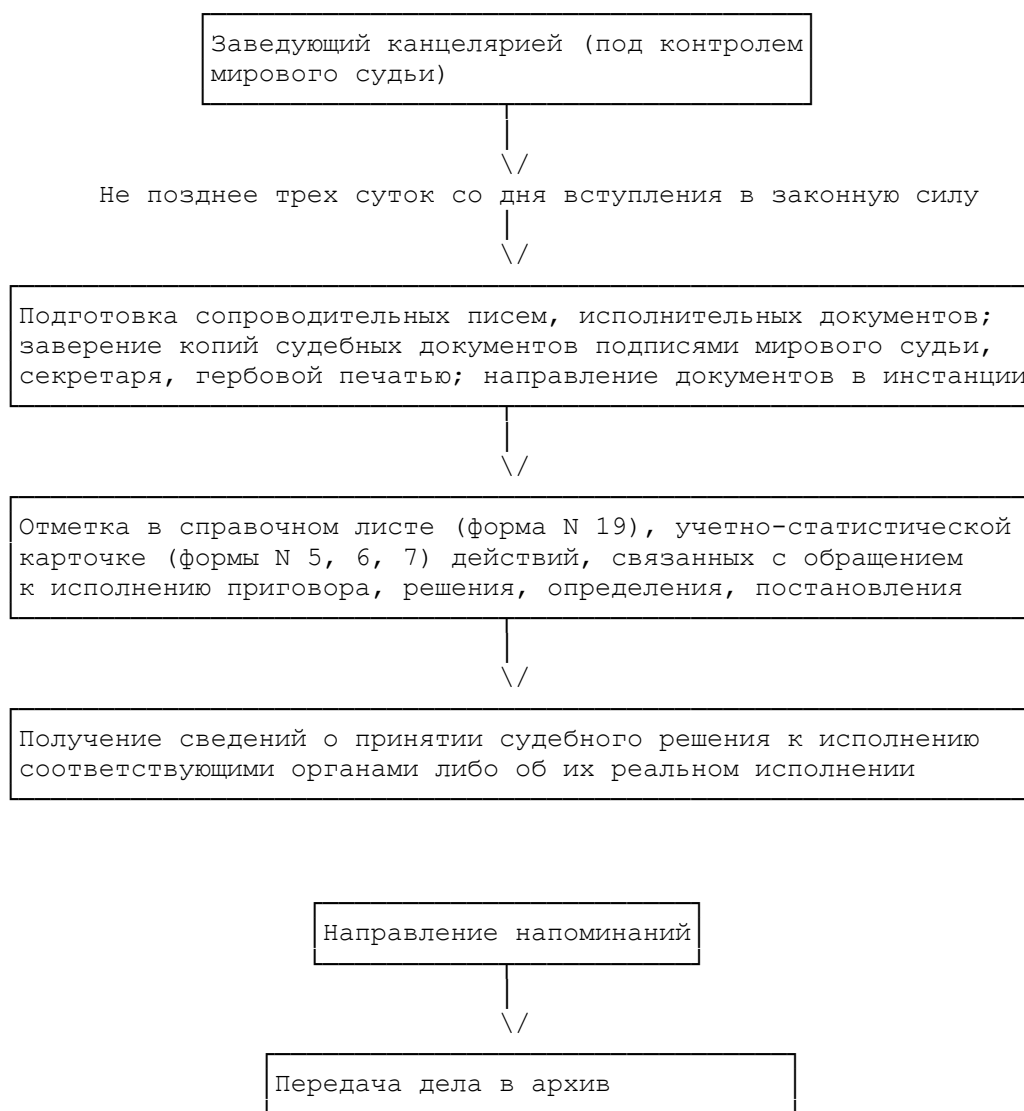 Заведующий канцелярией (под контролем
мирового судьи)
Не позднее трех суток со дня вступления в законную силу
Подготовка сопроводительных писем, исполнительных документов;
заверение копий судебных документов подписями мирового судьи,
секретаря, гербовой печатью; направление документов в инстанции
Отметка в справочном листе (форма N 19), учетно-статистической
карточке (формы N 5, 6, 7) действий, связанных с обращением
к исполнению приговора, решения, определения, постановления
Получение сведений о принятии судебного решения к исполнению
соответствующими органами либо об их реальном исполнении
Направление напоминаний
Передача дела в архив